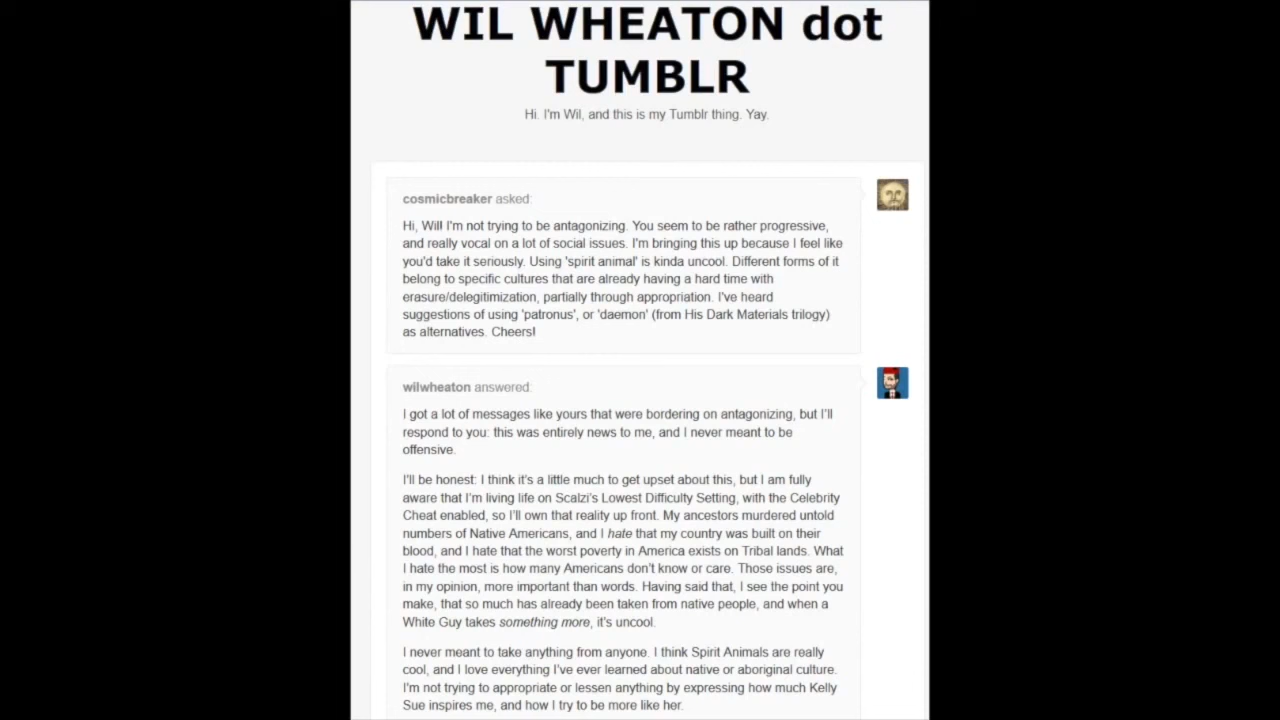 WIL WHEATON dot
TUMBLR
Hi. I'm Wil, and this is my Tumblr thing. Yay.
cosmicbreaker asked:
Hi, Wil! I'm not trying to be antagonizing. You seem to be rather progressive,
and really vocal on a lot of social issues. I'm bringing this up because I feel like
you'd take it seriously. Using 'spirit animal' is kinda uncool. Different forms of it
belong to specific cultures that are already having a hard time with
erasure/delegitimization, partially through appropriation. I've heard
suggestions of using 'patronus', or 'daemon' (from His Dark Materials trilogy)
as alternatives. Cheers!
wilwheaton answered:
I got a lot of messages like yours that were bordering on antagonizing, but I'll
respond to you: this was entirely news to me, and I never meant to be
offensive.
I'll be honest: I think it's a little much to get upset about this, but I am fully
aware that I'm living life on Scalzi's Lowest Difficulty Setting, with the Celebrity
Cheat enabled, so I'll own that reality up front. My ancestors murdered untold
numbers of Native Americans, and I hate that my country was built on their
blood, and I hate that the worst poverty in America exists on Tribal lands. What
I hate the most is how many Americans don't know or care. Those issues are,
in my opinion, more important than words. Having said that, I see the point you
make, that so much has already been taken from native people, and when a
White Guy takes something more, it's uncool.
I never meant to take anything from anyone. I think Spirit Animals are really
cool, and I love everything I've ever learned about native or aboriginal culture.
I'm not trying to appropriate or lessen anything by expressing how much Kelly
Sue inspires me, and how I try to be more like her.